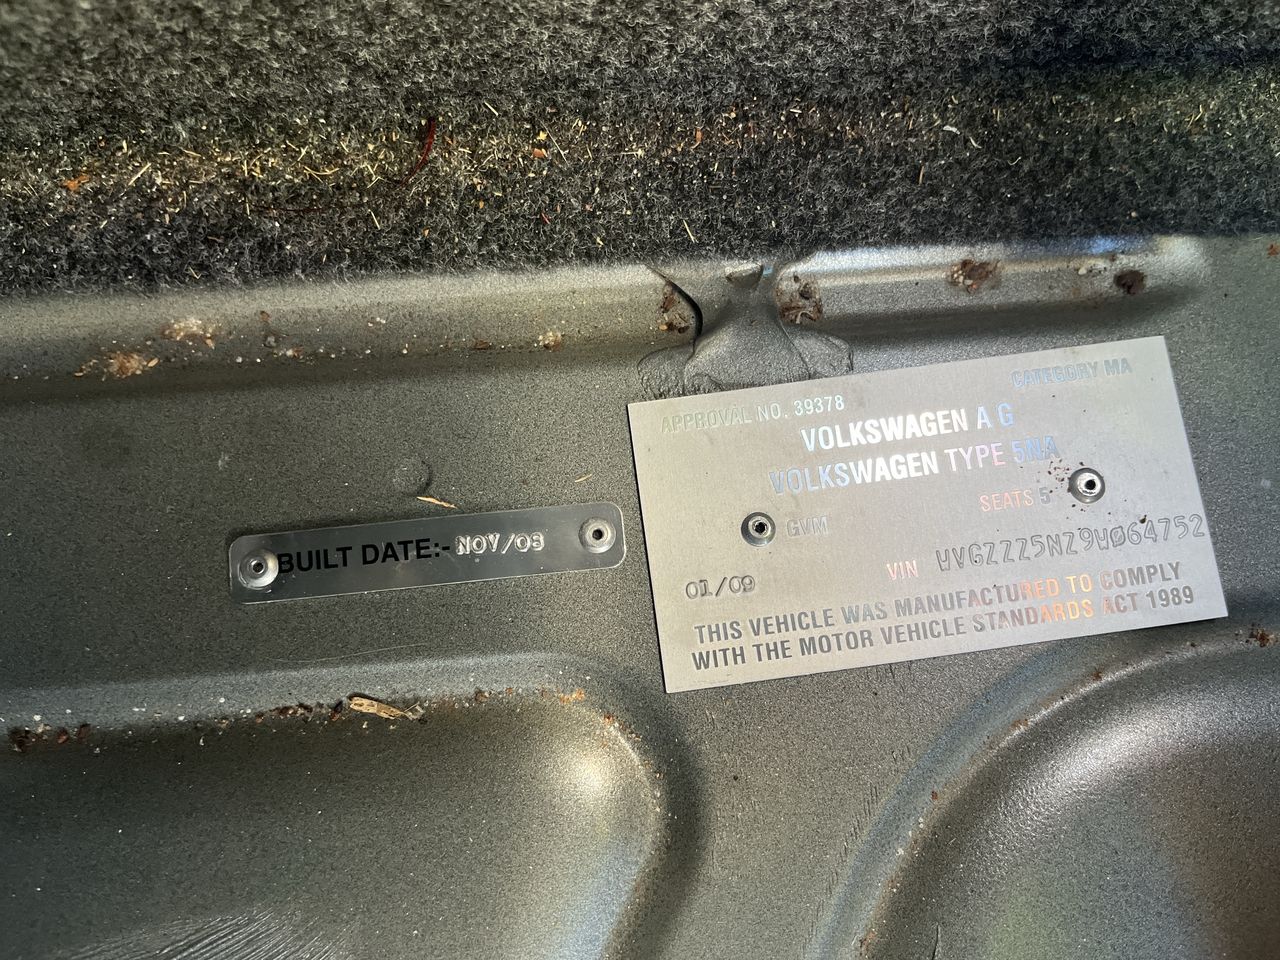 BUILT DATE:- NOV/08
APPROVAL NO. 39378
CATEGORY MA
VOLKSWAGEN A G
VOLKSWAGEN TYPE 5NA
SEATS 5
GVM
VIN WVGZZZ5NZ9W064752
01/09
THIS VEHICLE WAS MANUFACTURED TO COMPLY
WITH THE MOTOR VEHICLE STANDARDS ACT 1989